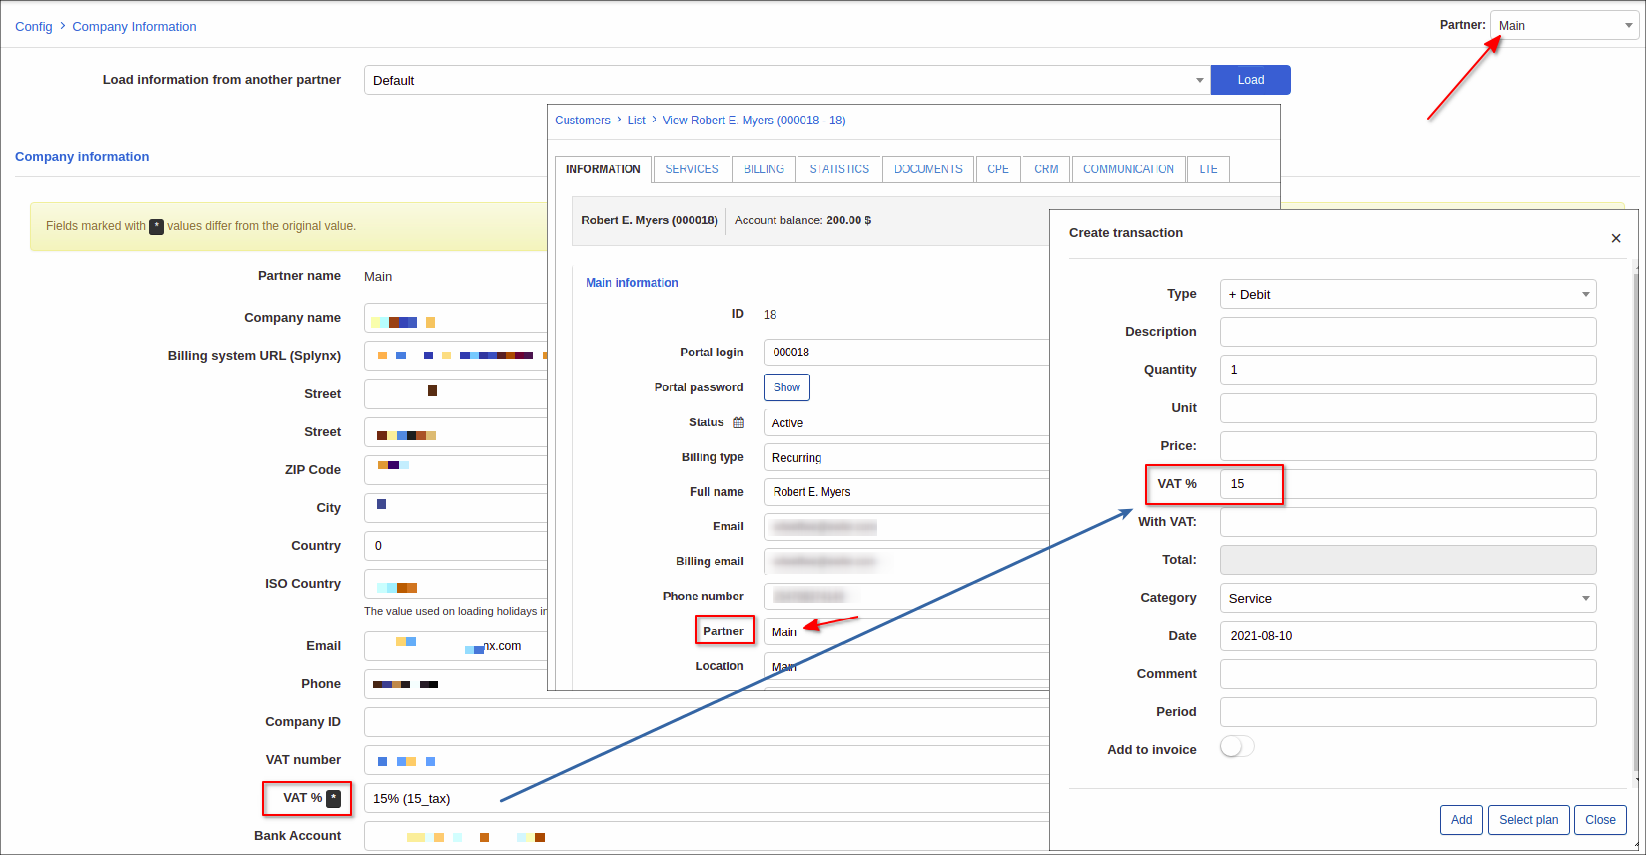 Config > Company Information
Partner: Main
Load information from another partner Default Load
Company information
Fields marked with * values differ from the original value.
Partner name Main
Company name
Billing system URL (Splynx)
Street
Street
ZIP Code
City
Country 0
ISO Country
The value used on loading holidays in
Email nx.com
Phone
Company ID
VAT number
VAT % * 15% (15_tax)
Bank Account
Customers > List > View Robert E. Myers (000018 - 18)
INFORMATION SERVICES BILLING STATISTICS DOCUMENTS CPE CRM COMMUNICATION LTE
Robert E. Myers (000018) Account balance: 200.00 $
Main information
ID 18
Portal login 000018
Portal password Show
Status Active
Billing type Recurring
Full name Robert E. Myers
Email
Billing email
Phone number
Partner Main
Location Main
Create transaction ×
Type + Debit
Description
Quantity 1
Unit
Price:
VAT % 15
With VAT:
Total:
Category Service
Date 2021-08-10
Comment
Period
Add to invoice
Add Select plan Close